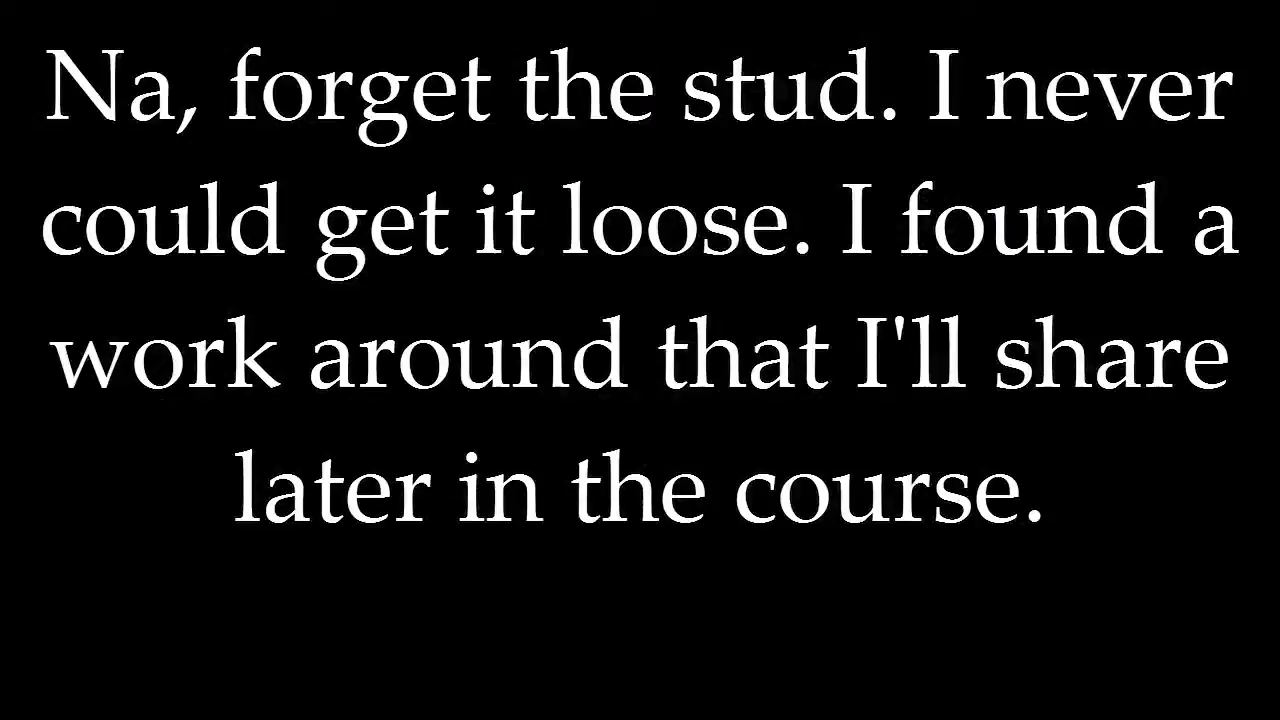 Na, forget the stud. I never
could get it loose. I found a
work around that I'll share
later in the course.